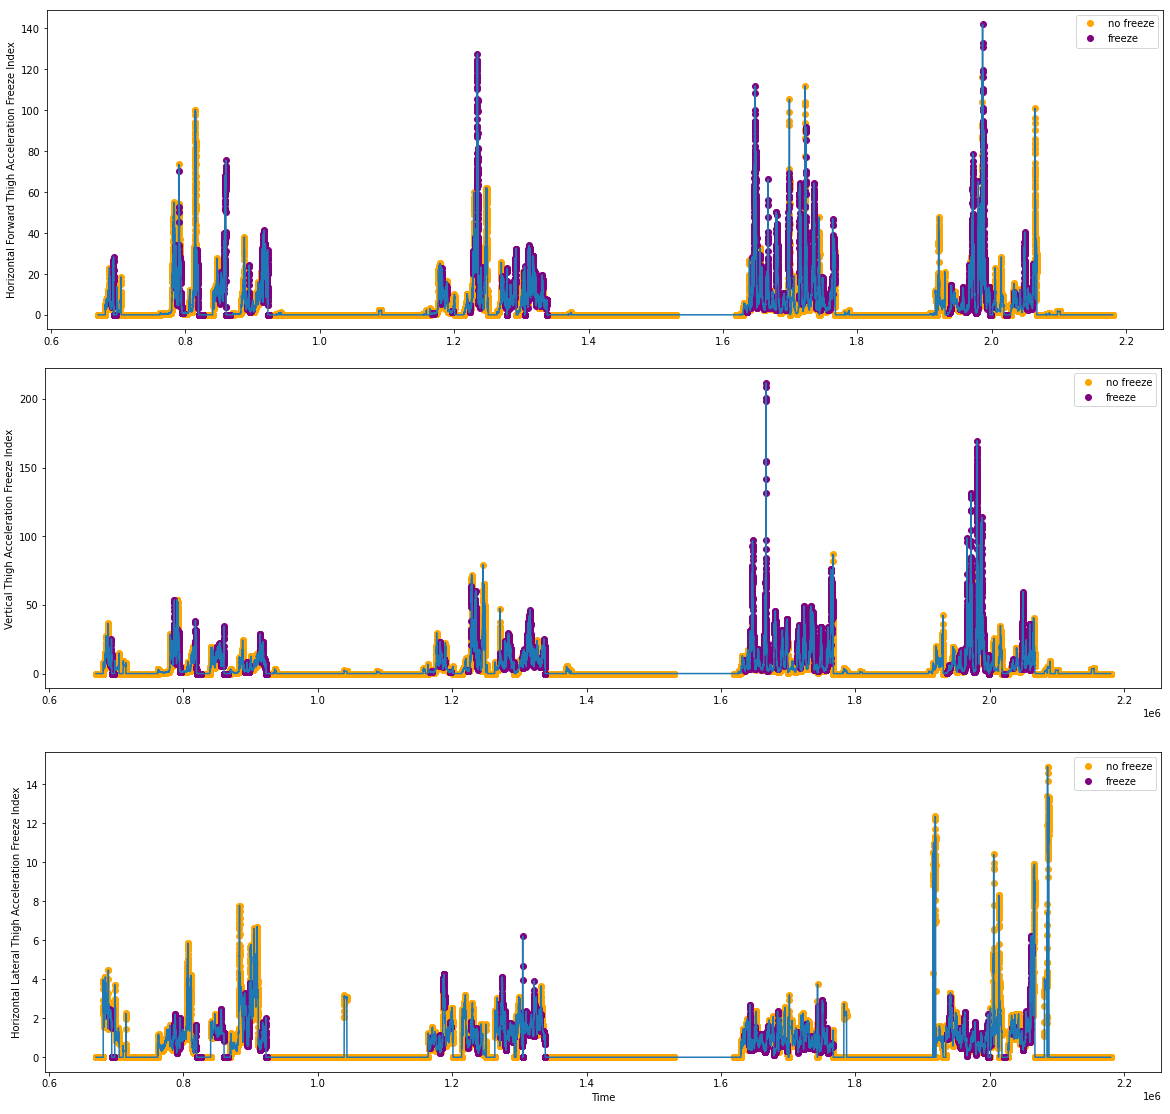 Horizontal Forward Thigh Acceleration Freeze Index
140
120
100
80
60
40
20
0
no freeze
freeze
0.6 0.8 1.0 1.2 1.4 1.6 1.8 2.0 2.2
Vertical Thigh Acceleration Freeze Index
200
150
100
50
0
no freeze
freeze
0.6 0.8 1.0 1.2 1.4 1.6 1.8 2.0 2.2
1e6
Horizontal Lateral Thigh Acceleration Freeze Index
14
12
10
8
6
4
2
0
no freeze
freeze
0.6 0.8 1.0 1.2 1.4 1.6 1.8 2.0 2.2
Time
1e6